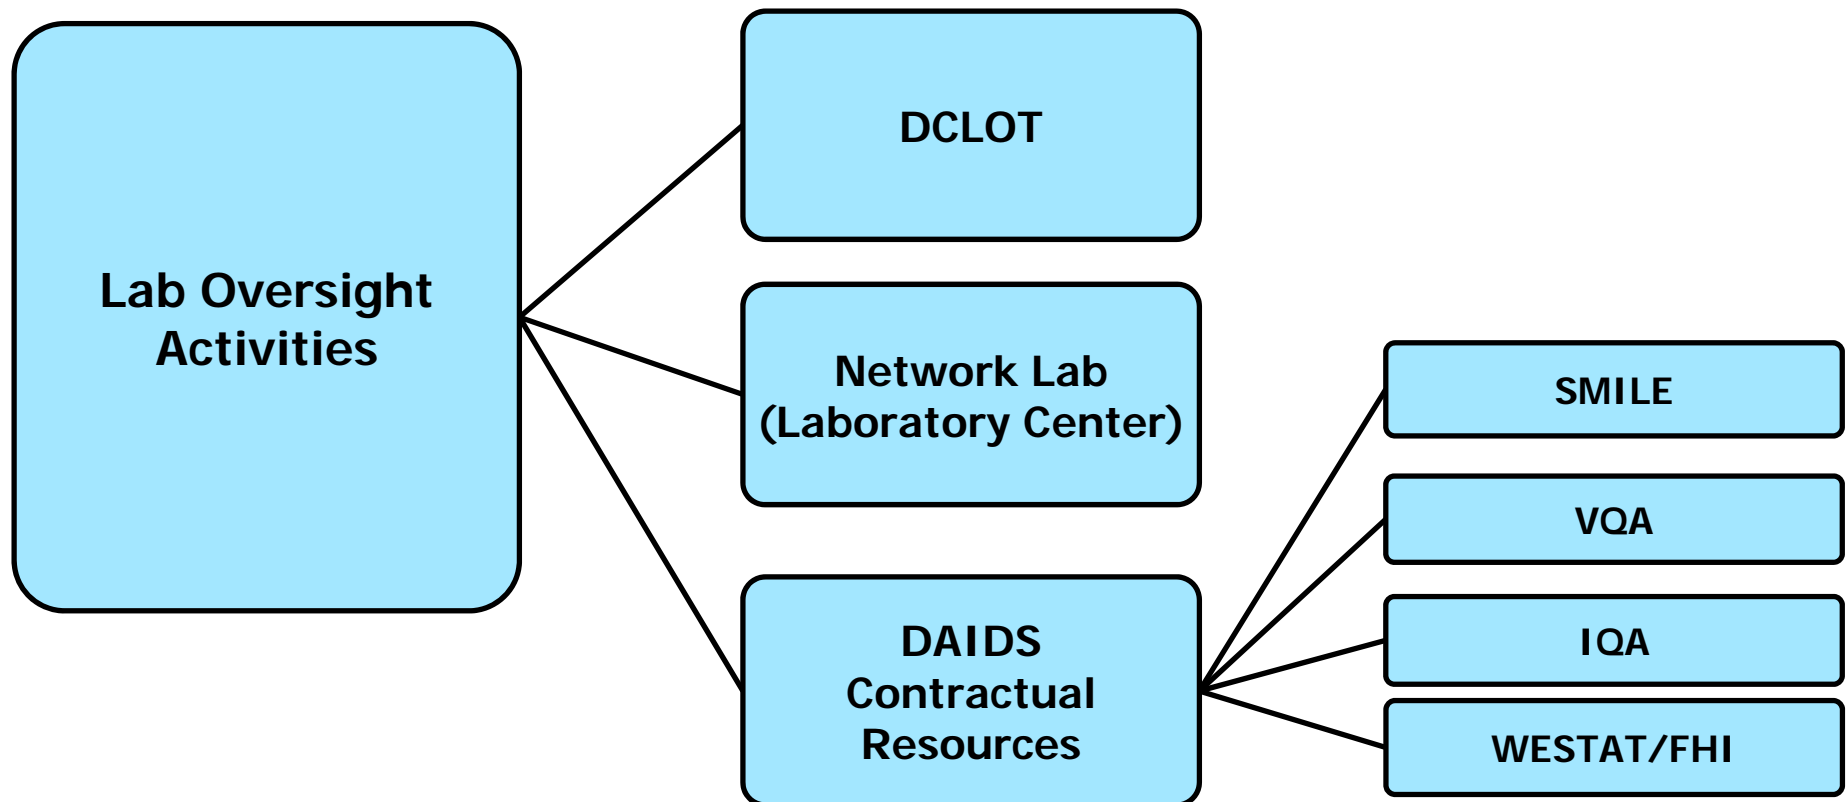 Lab Oversight
Activities
DCLOT
Network Lab
(Laboratory Center)
DAIDS
Contractual
Resources
SMILE
VQA
IQA
WESTAT/FHI